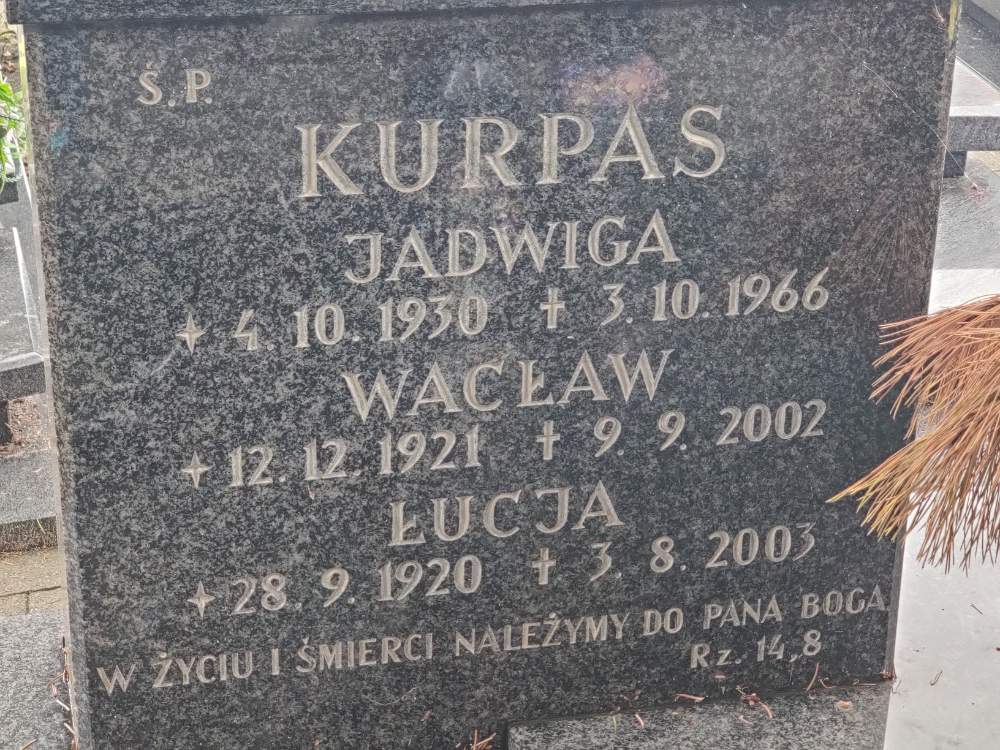 Ś.P.
KURPAS
JADWIGA
4. 10. 1930 ✝ 3. 10. 1966
WACŁAW
12. 12. 1921 ✝ 9. 9. 2002
ŁUCJA
28. 9. 1920 ✝ 3. 8. 2003
W ŻYCIU I ŚMIERCI NALEŻYMY DO PANA BOGA
Rz. 14,8